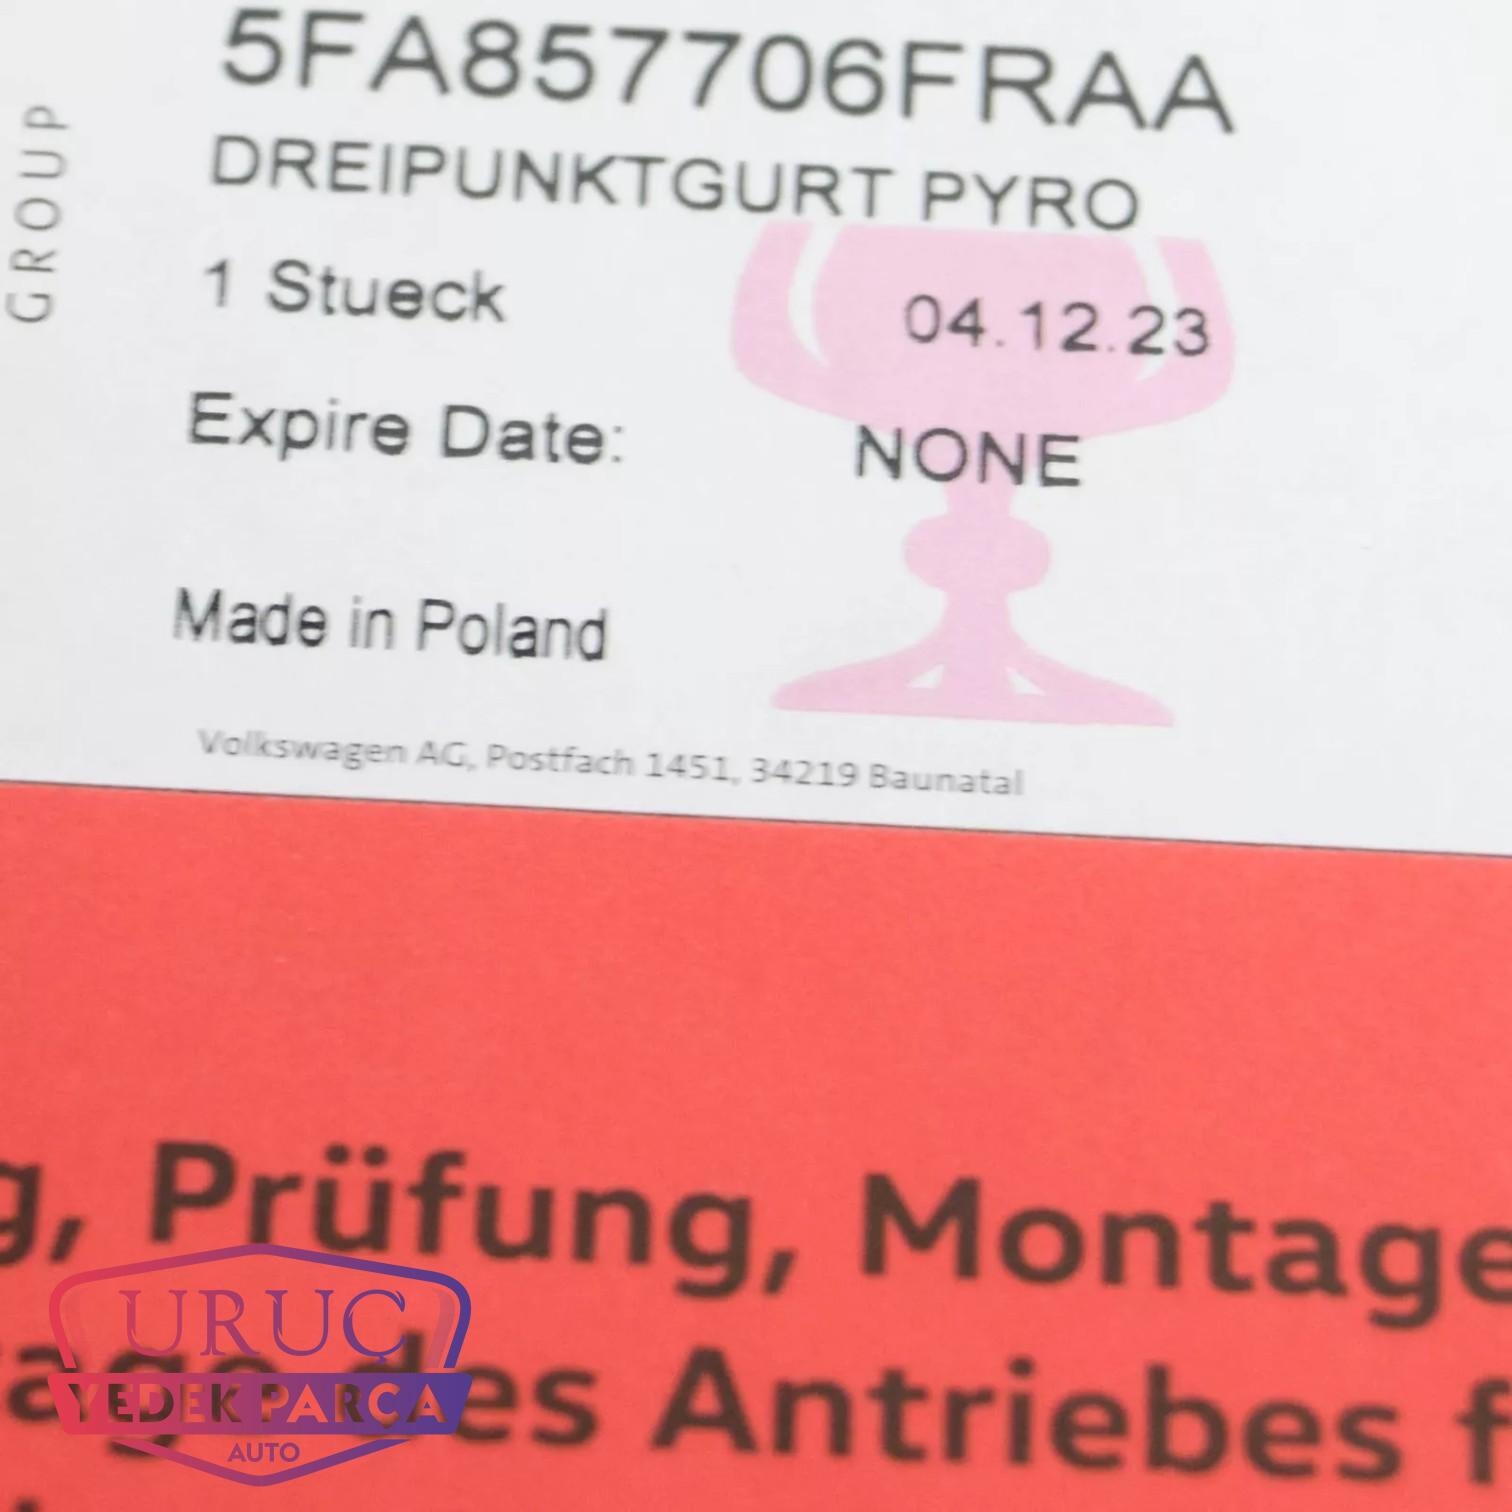 5FA857706FRAA
DREIPUNKTGURT PYRO
1 Stueck 04.12.23
Expire Date: NONE
Made in Poland
Volkswagen AG, Postfach 1451, 34219 Baunatal
GROUP
g, Prüfung, Montage
age des Antriebes f
URUÇ
YEDEK PARÇA
AUTO